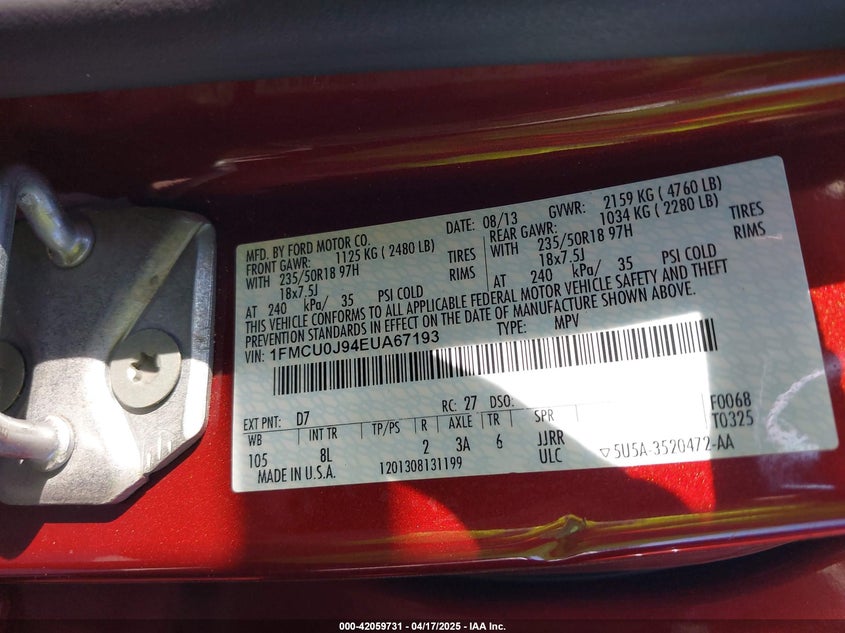 MFD. BY FORD MOTOR CO. DATE: 08/13 GVWR: 2159 KG ( 4760 LB)
FRONT GAWR: 1125 KG ( 2480 LB) REAR GAWR: 1034 KG ( 2280 LB)
WITH 235/50R18 97H TIRES WITH 235/50R18 97H TIRES
18x7.5J RIMS 18x7.5J RIMS
AT 240 kPa/ 35 PSI COLD AT 240 kPa/ 35 PSI COLD
THIS VEHICLE CONFORMS TO ALL APPLICABLE FEDERAL MOTOR VEHICLE SAFETY AND THEFT
PREVENTION STANDARDS IN EFFECT ON THE DATE OF MANUFACTURE SHOWN ABOVE.
VIN: 1FMCU0J94EUA67193 TYPE: MPV
EXT PNT: D7 RC: 27 DSO: F0068
WB INT TR TP/PS R AXLE TR SPR T0325
105 8L 2 3A 6 JJRR
MADE IN U.S.A. 1201308131199 ULC ▽5U5A-3520472-AA
000-42059731 - 04/17/2025 - IAA Inc.